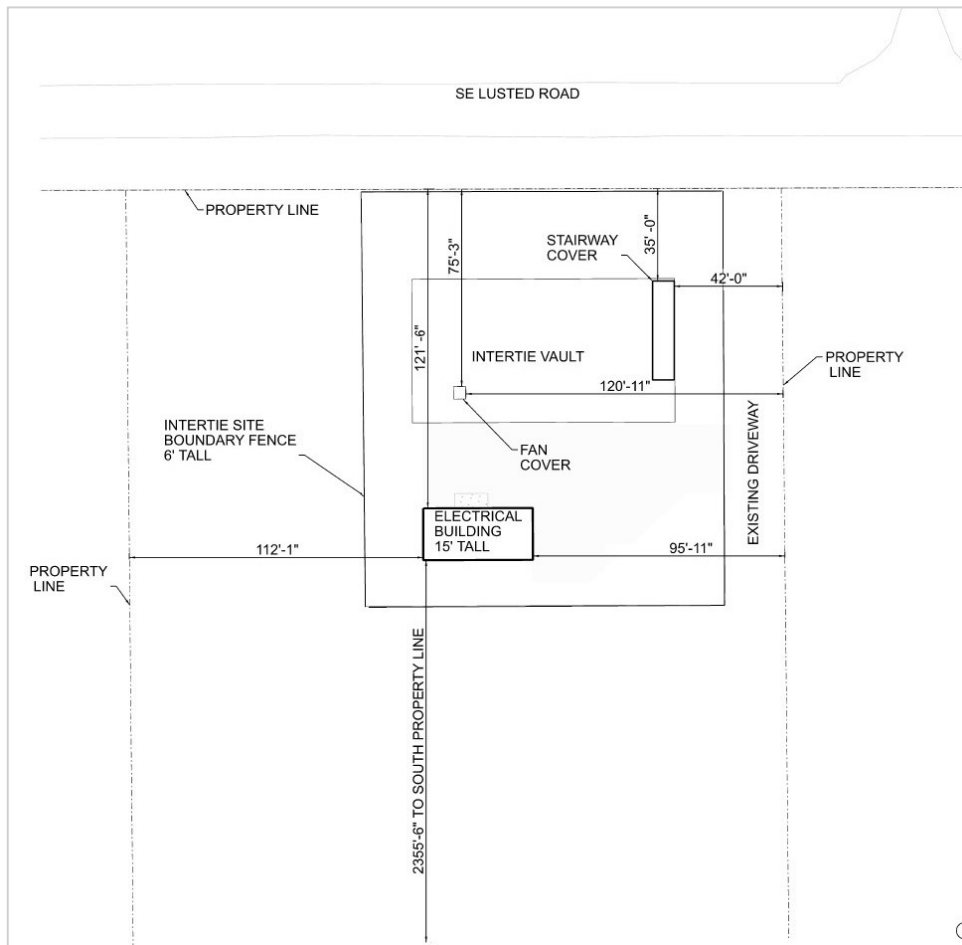 SE LUSTED ROAD
PROPERTY LINE
75'-3"
35' -0"
STAIRWAY
COVER
42'-0"
121' -6"
INTERTIE VAULT
PROPERTY
LINE
120'-11"
INTERTIE SITE
BOUNDARY FENCE
6' TALL
FAN
COVER
EXISTING DRIVEWAY
ELECTRICAL
BUILDING
15' TALL
112'-1"
95'-11"
PROPERTY
LINE
2355'-6" TO SOUTH PROPERTY LINE